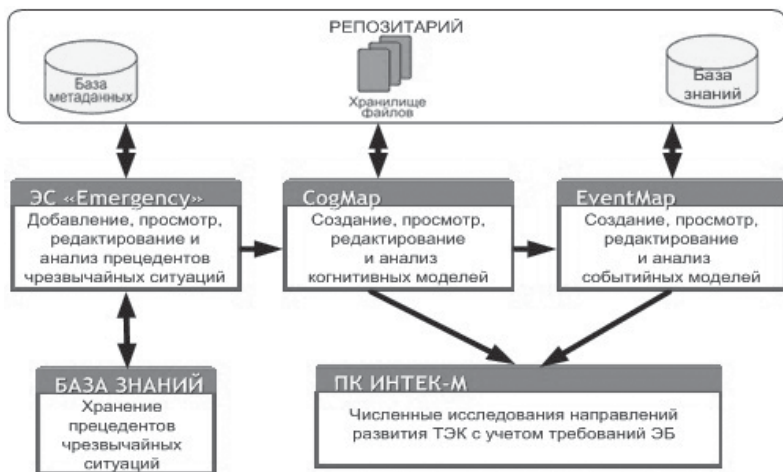 РЕПОЗИТАРИЙ
База
метаданных
Хранилище
файлов
База
знаний
ЭС «Emergency»
Добавление, просмотр,
редактирование и
анализ прецедентов
чрезвычайных ситуаций
CogMap
Создание, просмотр,
редактирование
и анализ
когнитивных моделей
EventMap
Создание, просмотр,
редактирование
и анализ
событийных моделей
БАЗА ЗНАНИЙ
Хранение
прецедентов
чрезвычайных
ситуаций
ПК ИНТЕК-М
Численные исследования направлений
развития ТЭК с учетом требований ЭБ